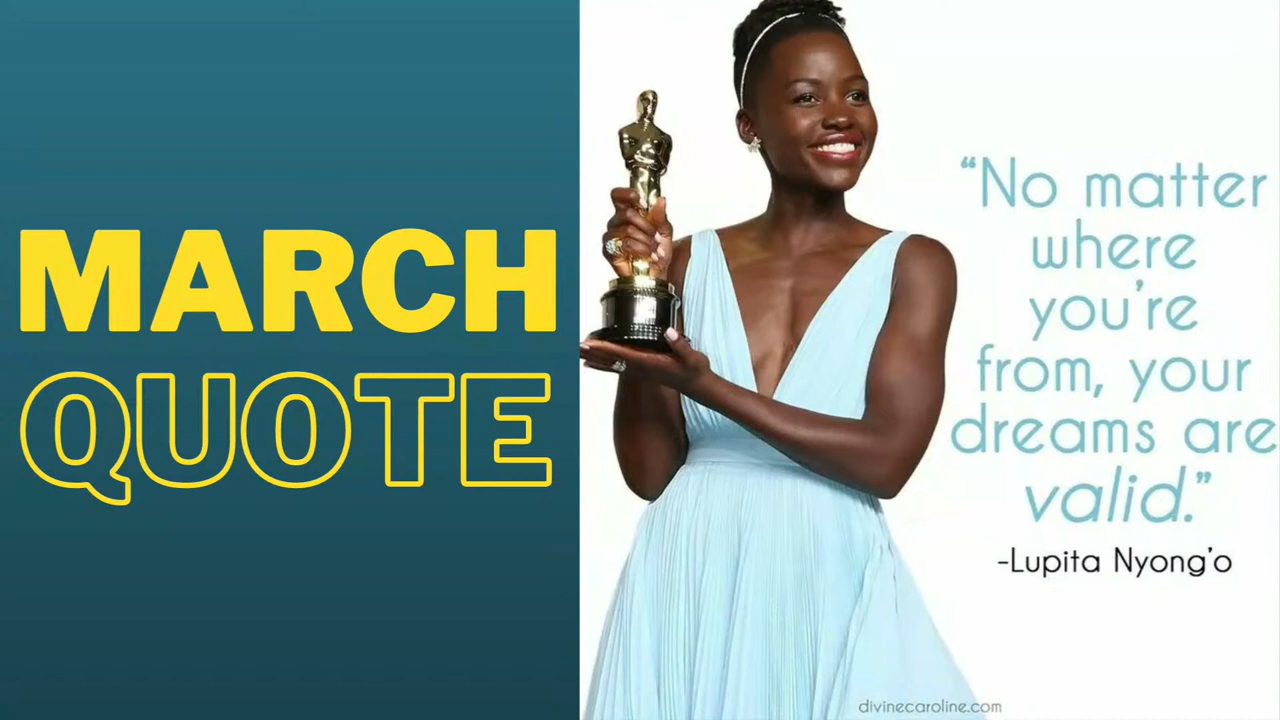 MARCH
QUOTE
“No matter
where
you’re
from, your
dreams are
valid.”
-Lupita Nyong’o
divinecaroline.com